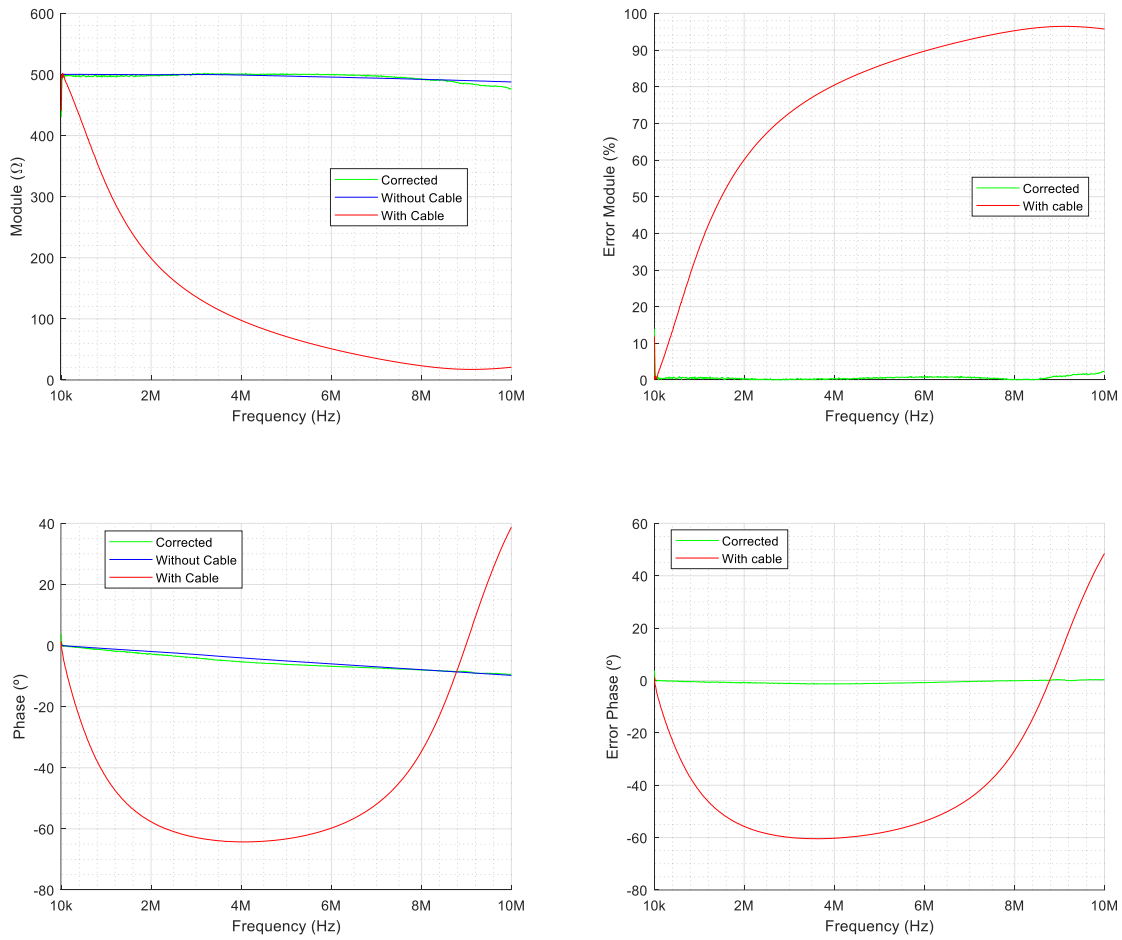 600
500
400
300
200
100
0
Module (Ω)
10k 2M 4M 6M 8M 10M
Frequency (Hz)
Corrected
Without Cable
With Cable
100
90
80
70
60
50
40
30
20
10
0
Error Module (%)
10k 2M 4M 6M 8M 10M
Frequency (Hz)
Corrected
With cable
40
20
0
-20
-40
-60
-80
Phase (º)
10k 2M 4M 6M 8M 10M
Frequency (Hz)
Corrected
Without Cable
With Cable
60
40
20
0
-20
-40
-60
-80
Error Phase (º)
10k 2M 4M 6M 8M 10M
Frequency (Hz)
Corrected
With cable